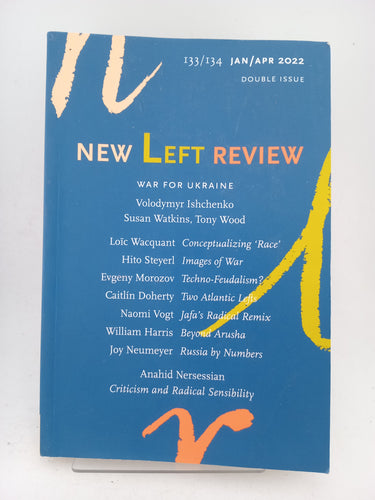 133/134 JAN/APR 2022
DOUBLE ISSUE
NEW LEFT REVIEW
WAR FOR UKRAINE
Volodymyr Ishchenko
Susan Watkins, Tony Wood
Loïc Wacquant Conceptualizing 'Race'
Hito Steyerl Images of War
Evgeny Morozov Techno-Feudalism?
Caitlín Doherty Two Atlantic Lefts
Naomi Vogt Jafa's Radical Remix
William Harris Beyond Arusha
Joy Neumeyer Russia by Numbers
Anahid Nersessian
Criticism and Radical Sensibility